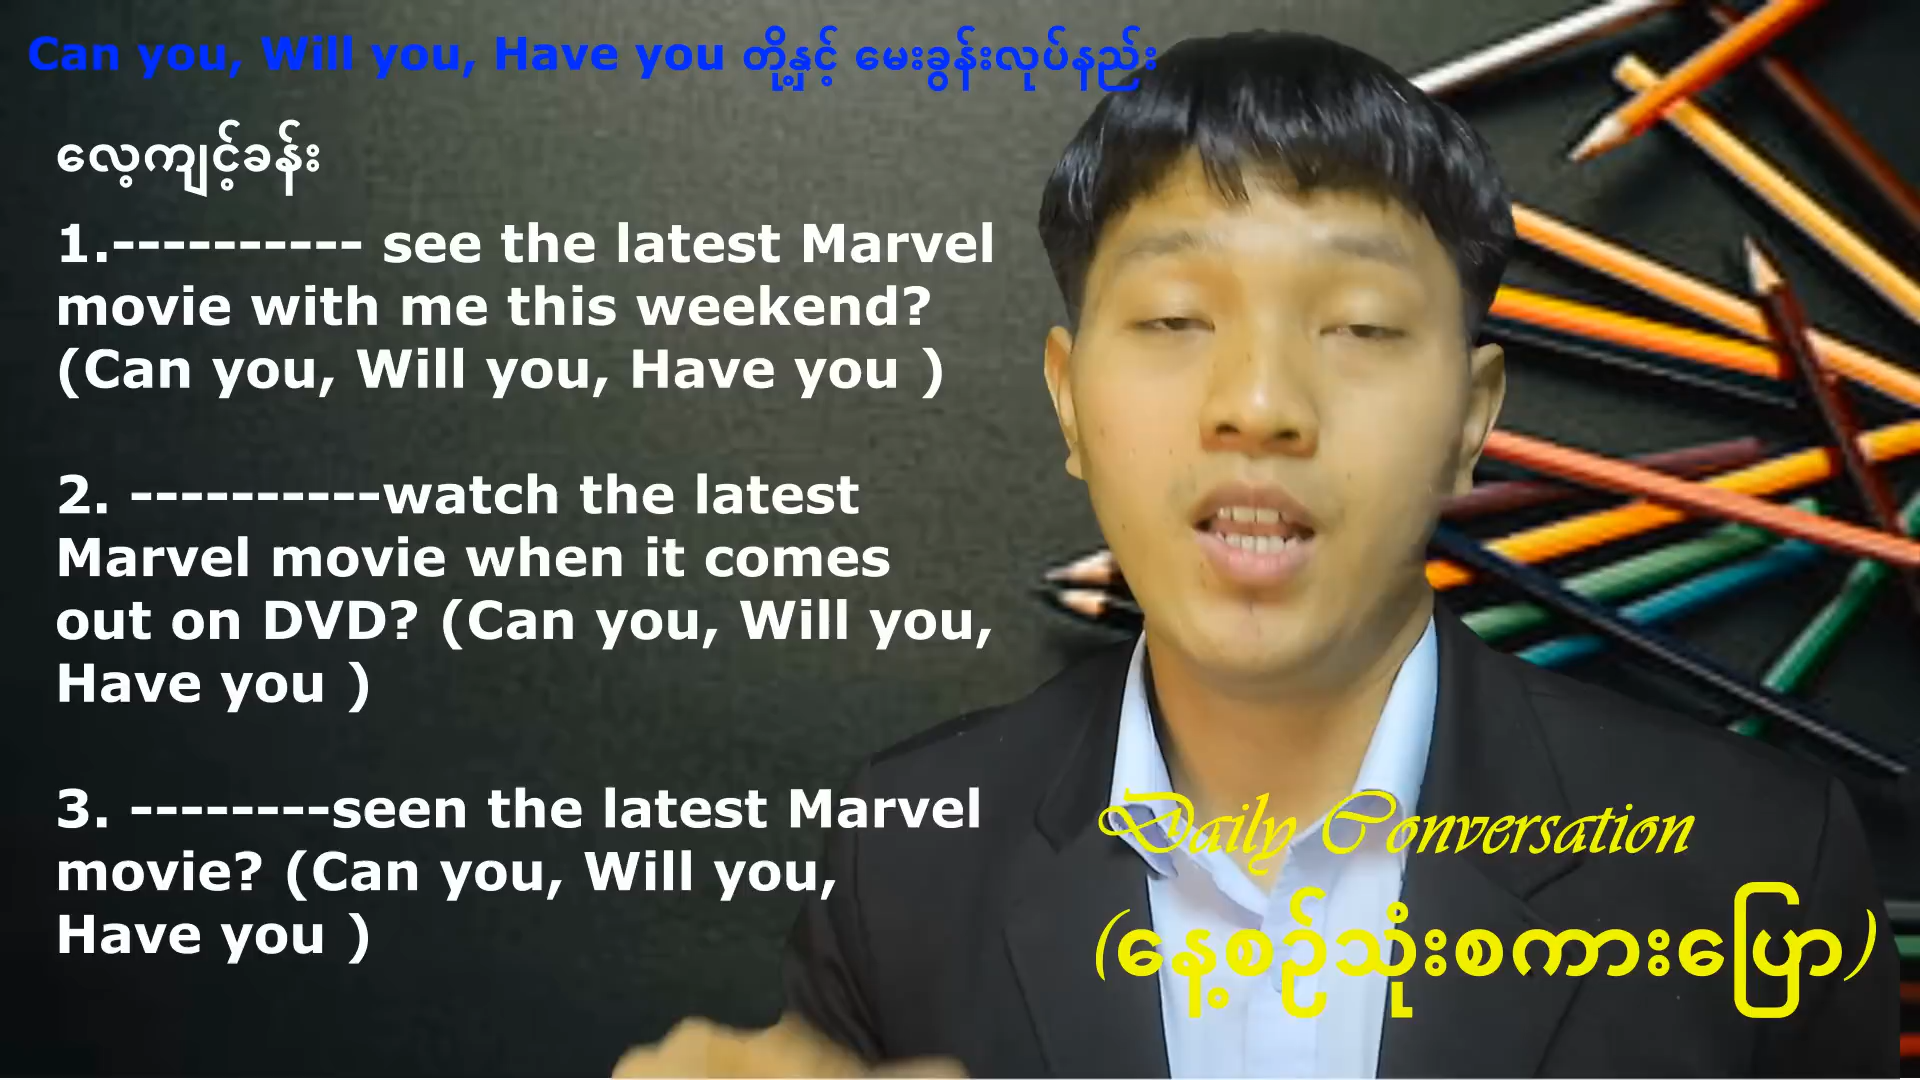 Can you, Will you, Have you တို့နှင့် မေးခွန်းလုပ်နည်း
လေ့ကျင့်ခန်း
1.---------- see the latest Marvel
movie with me this weekend?
(Can you, Will you, Have you )
2. ----------watch the latest
Marvel movie when it comes
out on DVD? (Can you, Will you,
Have you )
3. --------seen the latest Marvel
movie? (Can you, Will you,
Have you )
Daily Conversation
(နေ့စဉ်သုံးစကားပြော)